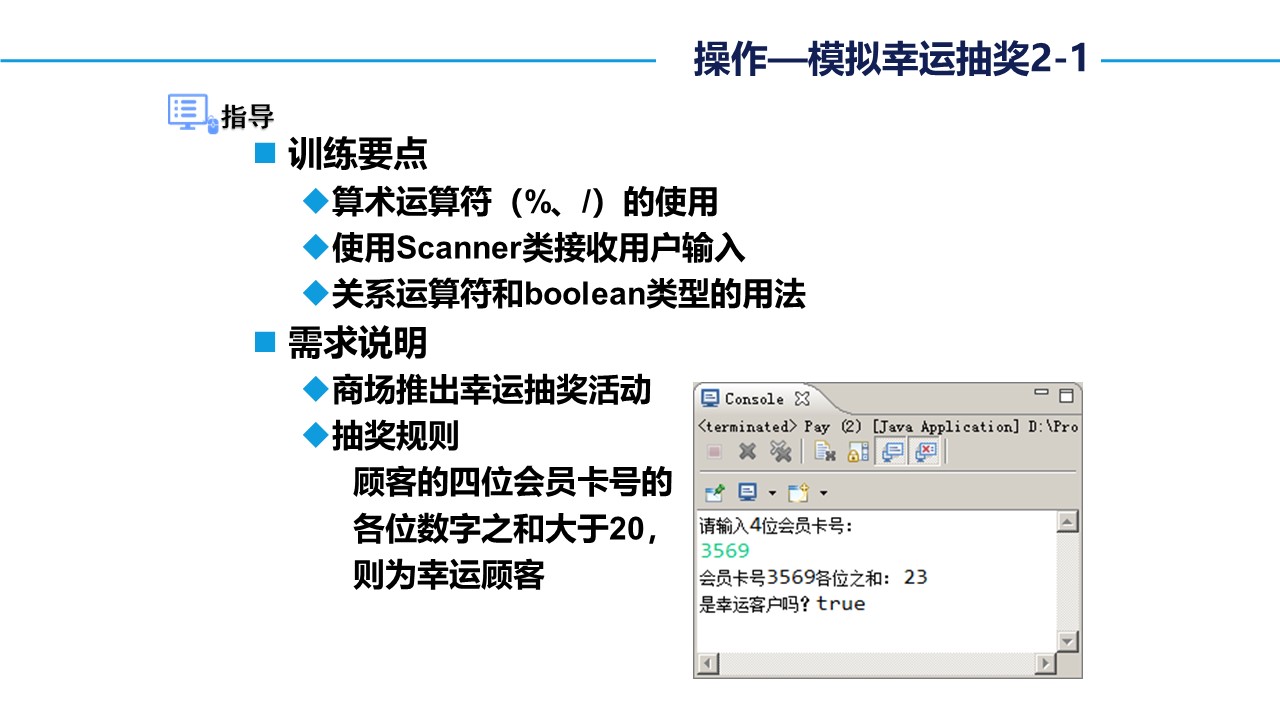 操作—模拟幸运抽奖2-1
指导
训练要点
算术运算符（%、/）的使用
使用Scanner类接收用户输入
关系运算符和boolean类型的用法
需求说明
商场推出幸运抽奖活动
抽奖规则
顾客的四位会员卡号的
各位数字之和大于20，
则为幸运顾客
Console
<terminated> Pay (2) [Java Application] D:\Pro
请输入4位会员卡号：
3569
会员卡号3569各位之和： 23
是幸运客户吗？true